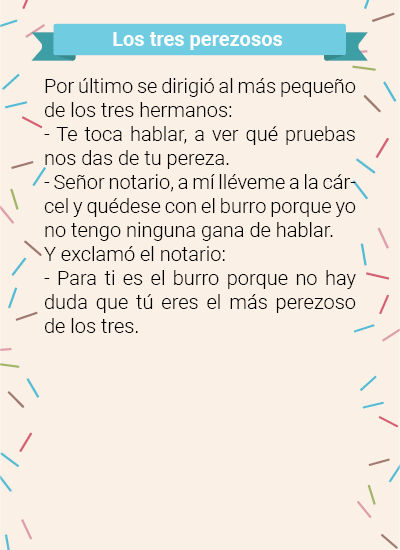 Los tres perezosos
Por último se dirigió al más pequeño
de los tres hermanos:
- Te toca hablar, a ver qué pruebas
nos das de tu pereza.
- Señor notario, a mí lléveme a la cár-
cel y quédese con el burro porque yo
no tengo ninguna gana de hablar.
Y exclamó el notario:
- Para ti es el burro porque no hay
duda que tú eres el más perezoso
de los tres.